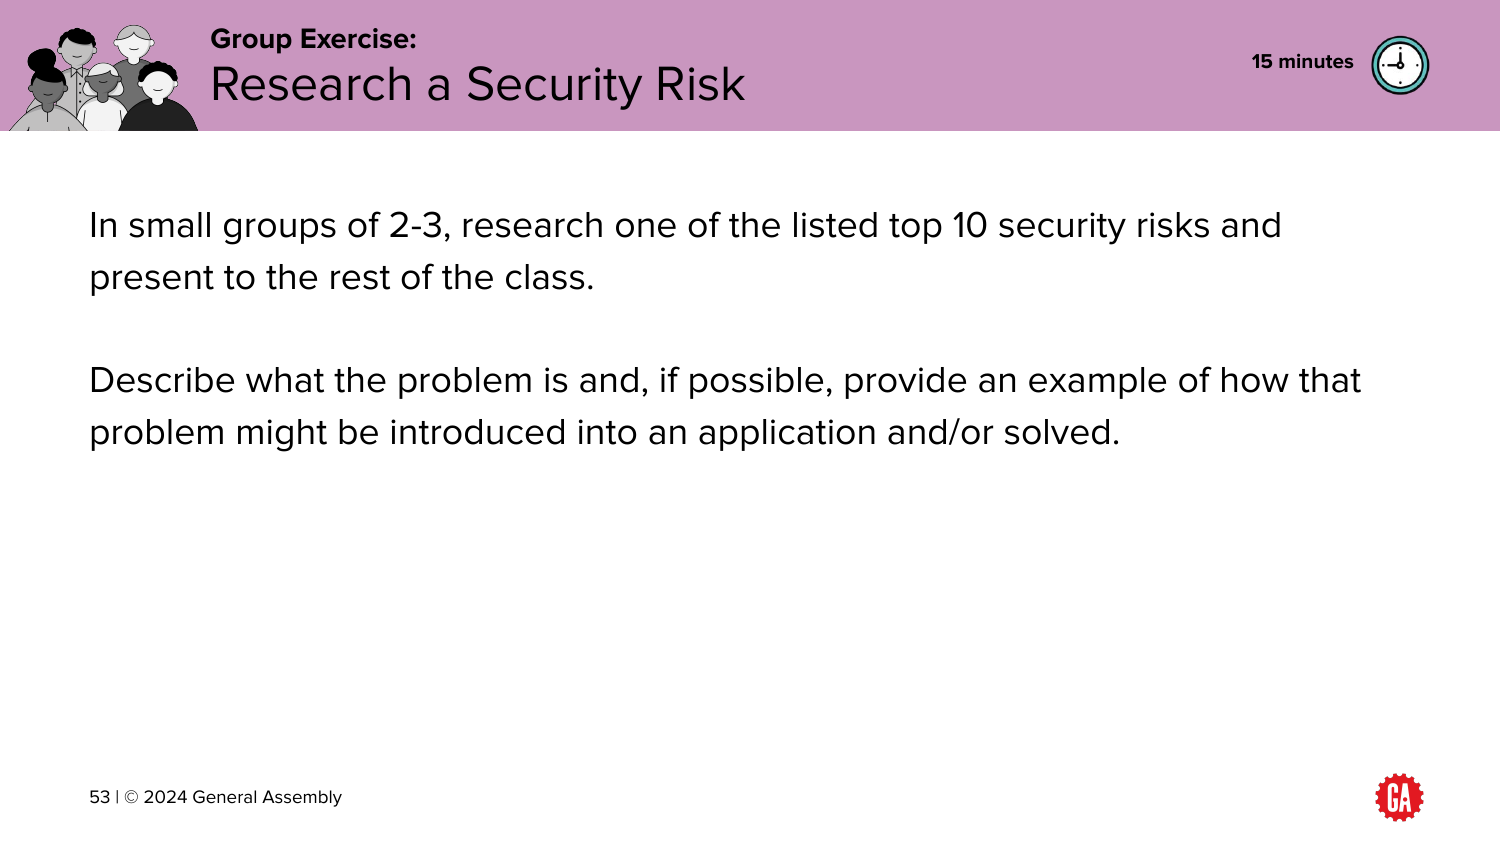 Group Exercise:
Research a Security Risk
15 minutes
In small groups of 2-3, research one of the listed top 10 security risks and
present to the rest of the class.
Describe what the problem is and, if possible, provide an example of how that
problem might be introduced into an application and/or solved.
53 | © 2024 General Assembly
GA